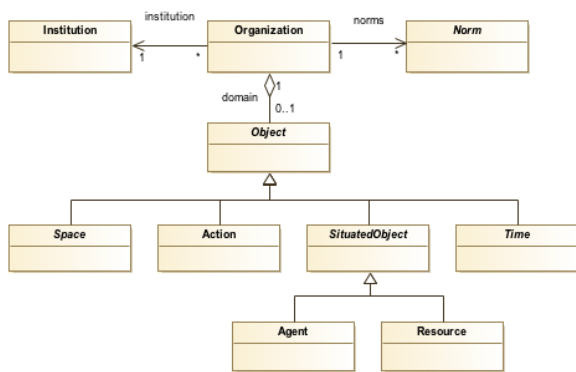 institution
norms
Institution
Organization
Norm
1
*
1
*
domain
1
0..1
Object
Space
Action
SituatedObject
Time
Agent
Resource